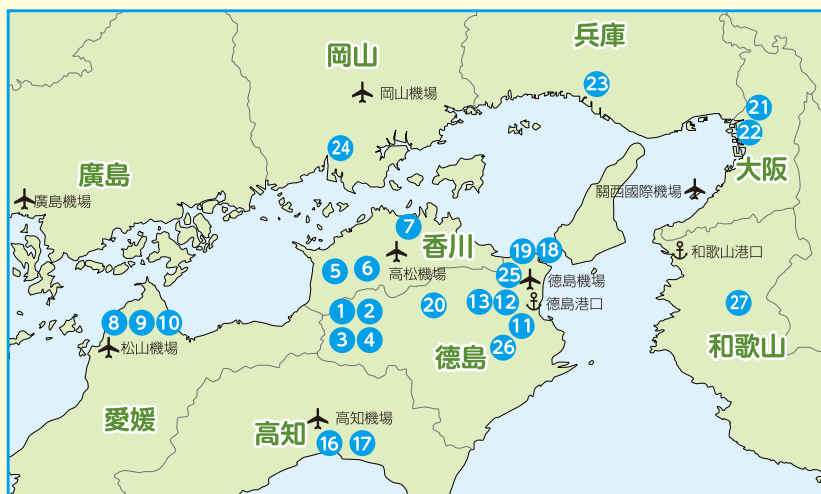 兵庫
岡山
23
岡山機場
21
22
24
大阪
廣島
關西國際機場
廣島機場
7
香川
19
18
和歌山港口
5
6
高松機場
25
德島機場
1
2
20
13
12
德島港口
27
8
9
10
11
3
4
松山機場
26
德島
和歌山
愛媛
高知
高知機場
16
17